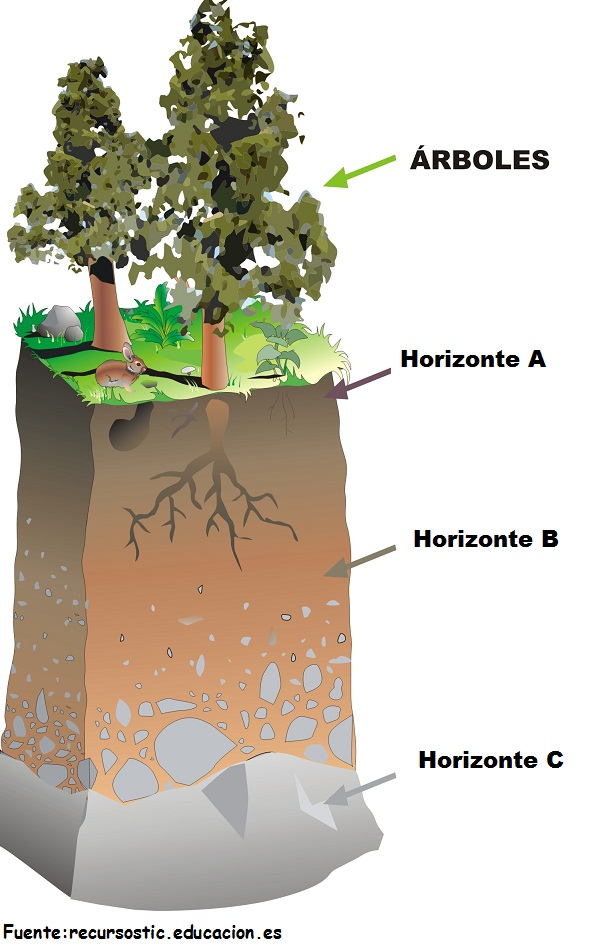 ÁRBOLES
Horizonte A
Horizonte B
Horizonte C
Fuente:recursostic.educacion.es